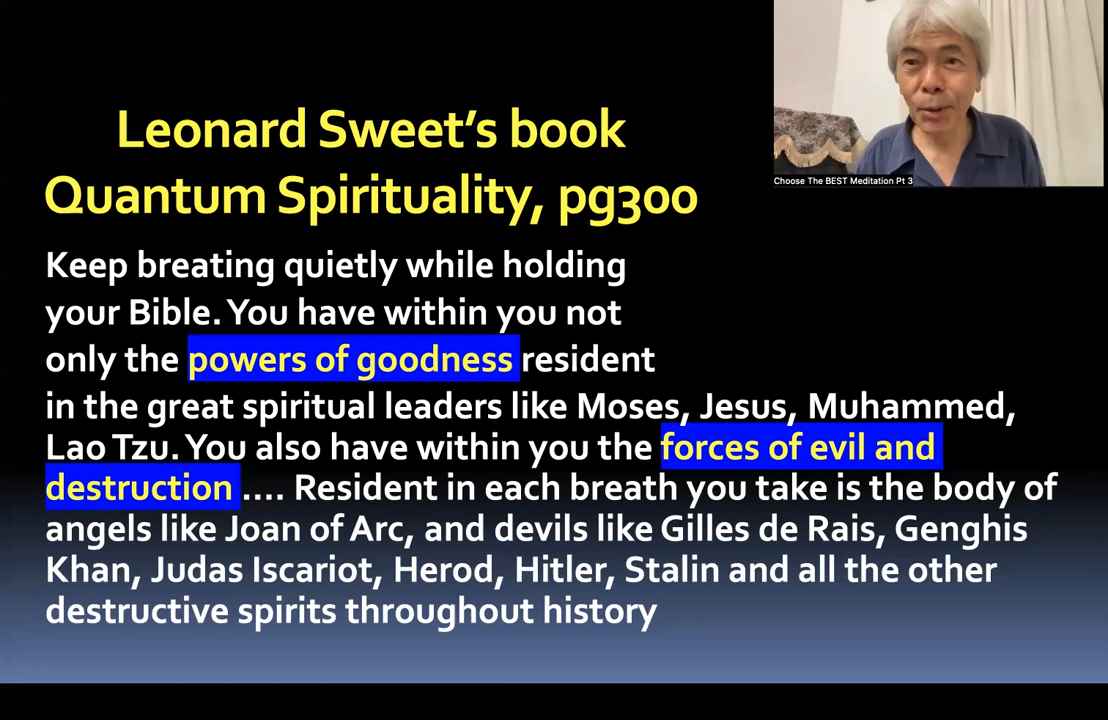 Leonard Sweet's book
Quantum Spirituality, pg300
Choose The BEST Meditation Pt 3
Keep breating quietly while holding
your Bible. You have within you not
only the powers of goodness resident
in the great spiritual leaders like Moses, Jesus, Muhammed,
Lao Tzu. You also have within you the forces of evil and
destruction .... Resident in each breath you take is the body of
angels like Joan of Arc, and devils like Gilles de Rais, Genghis
Khan, Judas Iscariot, Herod, Hitler, Stalin and all the other
destructive spirits throughout history